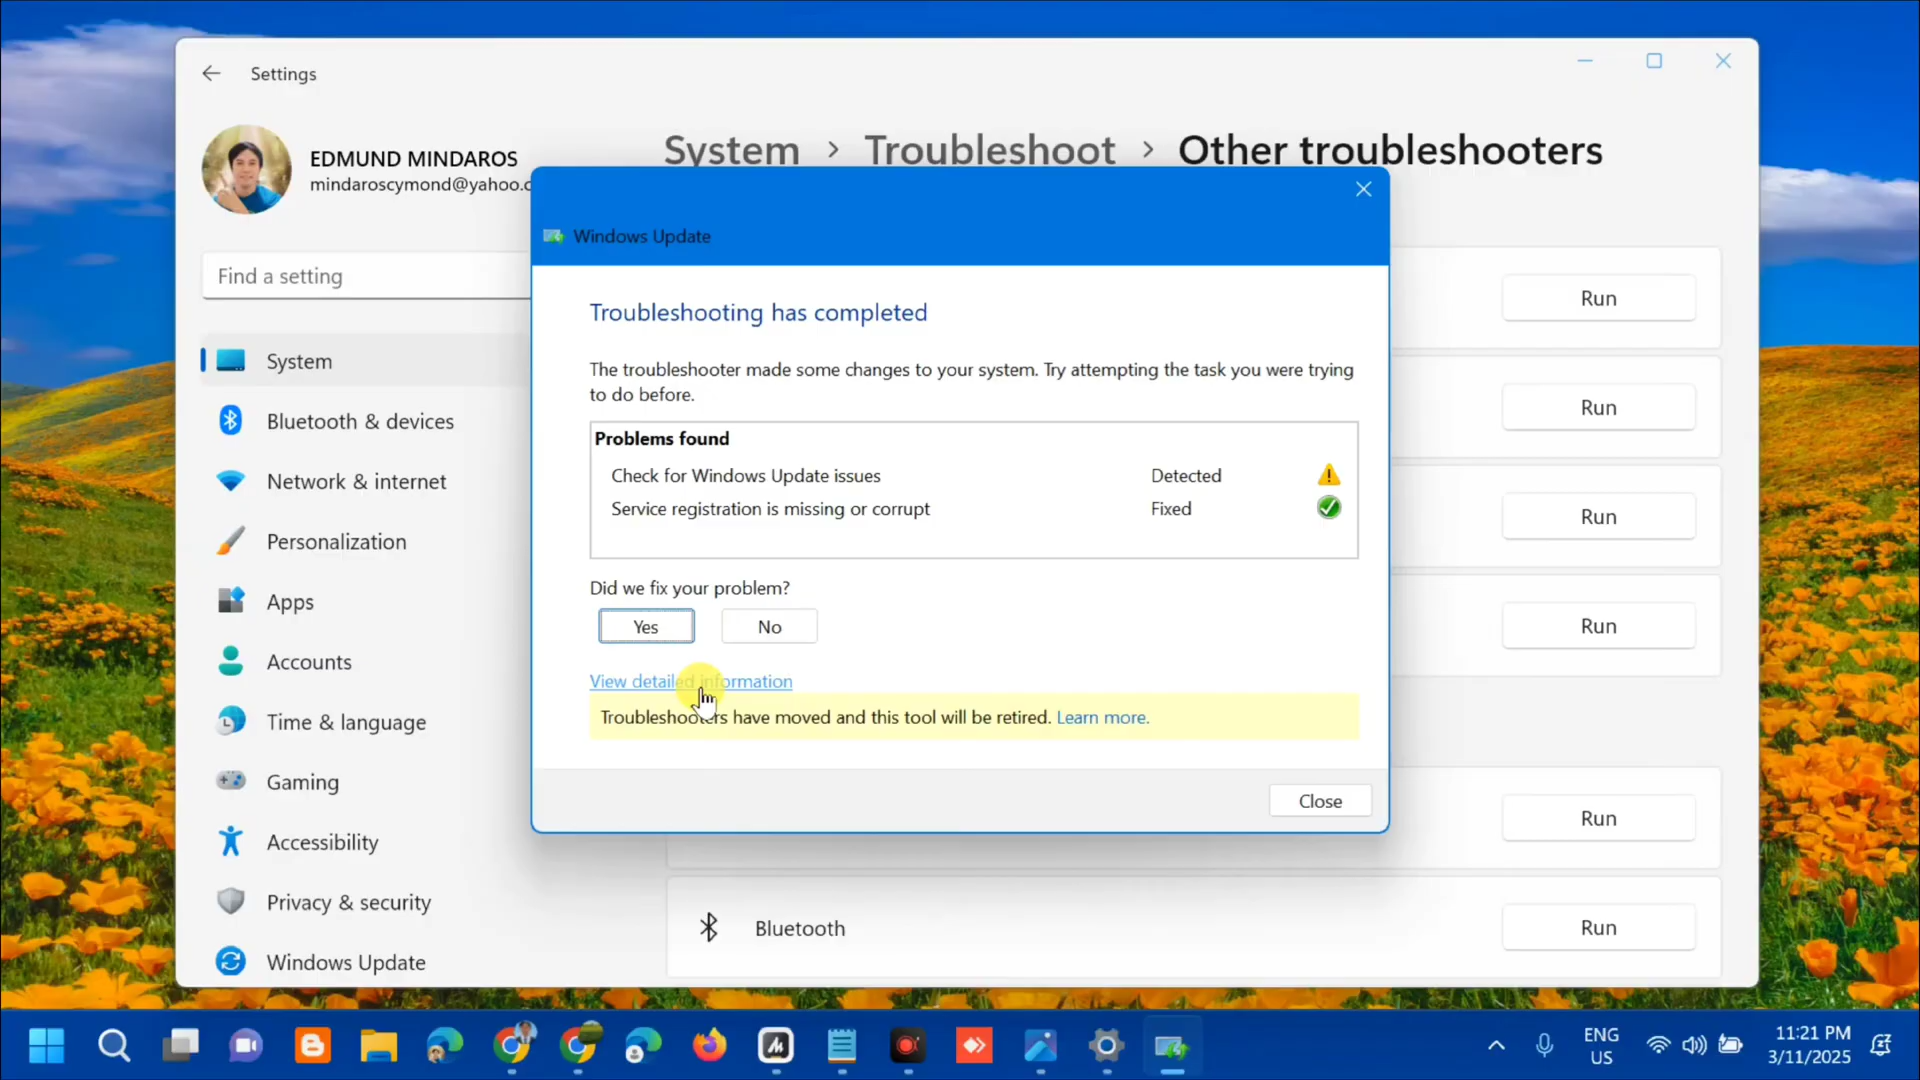 Settings
EDMUND MINDAROS
mindaroscymond@yahoo.c
Find a setting
System
Bluetooth & devices
Network & internet
Personalization
Apps
Accounts
Time & language
Gaming
Accessibility
Privacy & security
Windows Update
System > Troubleshoot > Other troubleshooters
Run
Run
Run
Run
Run
Bluetooth
Run
Windows Update
Troubleshooting has completed
The troubleshooter made some changes to your system. Try attempting the task you were trying
to do before.
Problems found
Check for Windows Update issues Detected
Service registration is missing or corrupt Fixed
Did we fix your problem?
Yes No
View detailed information
Troubleshooters have moved and this tool will be retired. Learn more.
Close
ENG
US
11:21 PM
3/11/2025